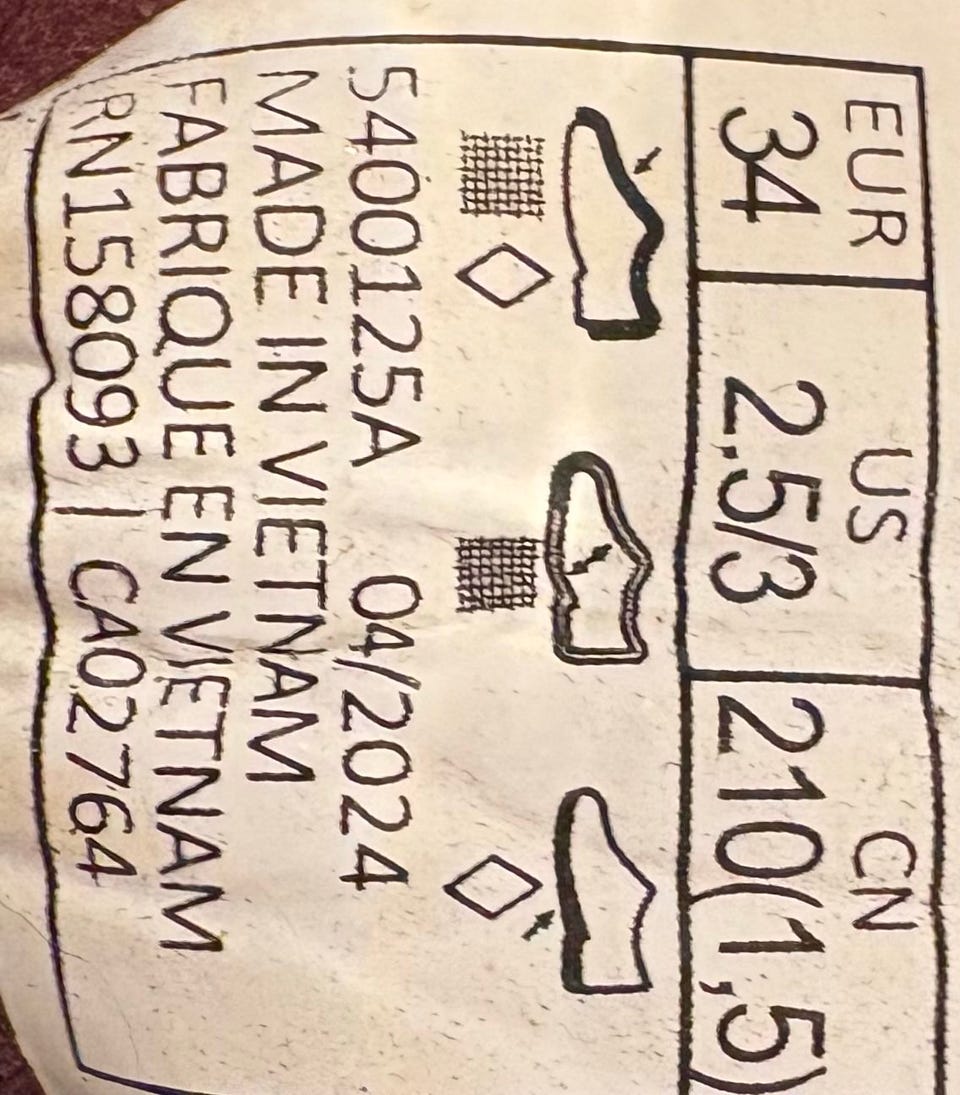 EUR US CN
34 2,5/3 210(1,5)
5400125A 04/2024
MADE IN VIETNAM
FABRIQUE EN VIETNAM
RN158093 | CA02764